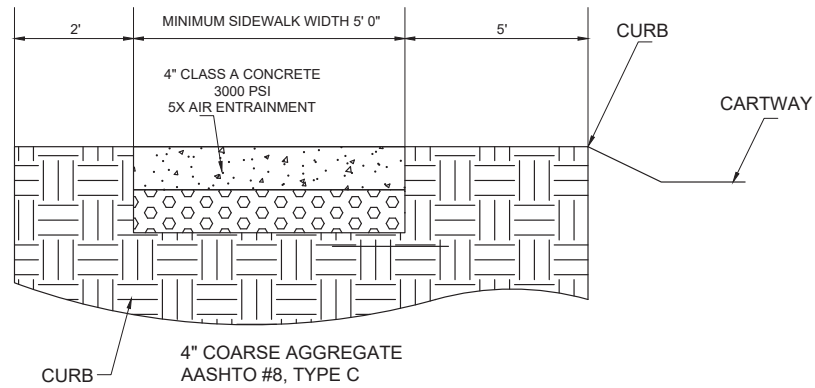 MINIMUM SIDEWALK WIDTH 5' 0"
2'
5'
CURB
4" CLASS A CONCRETE
3000 PSI
5X AIR ENTRAINMENT
CARTWAY
4" COARSE AGGREGATE
AASHTO #8, TYPE C
CURB